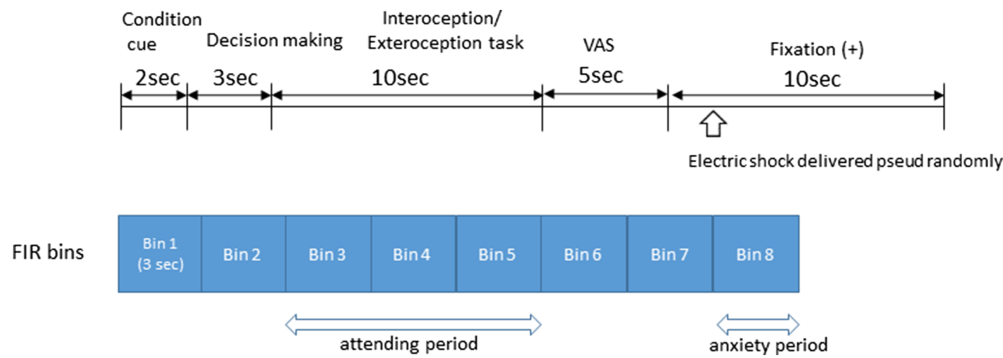 Condition
cue
2sec
Decision making
3sec
Interoception/
Exteroception task
10sec
VAS
5sec
Fixation (+)
10sec
Electric shock delivered pseud randomly
FIR bins
Bin 1
(3 sec)
Bin 2
Bin 3
Bin 4
Bin 5
Bin 6
Bin 7
Bin 8
attending period
anxiety period